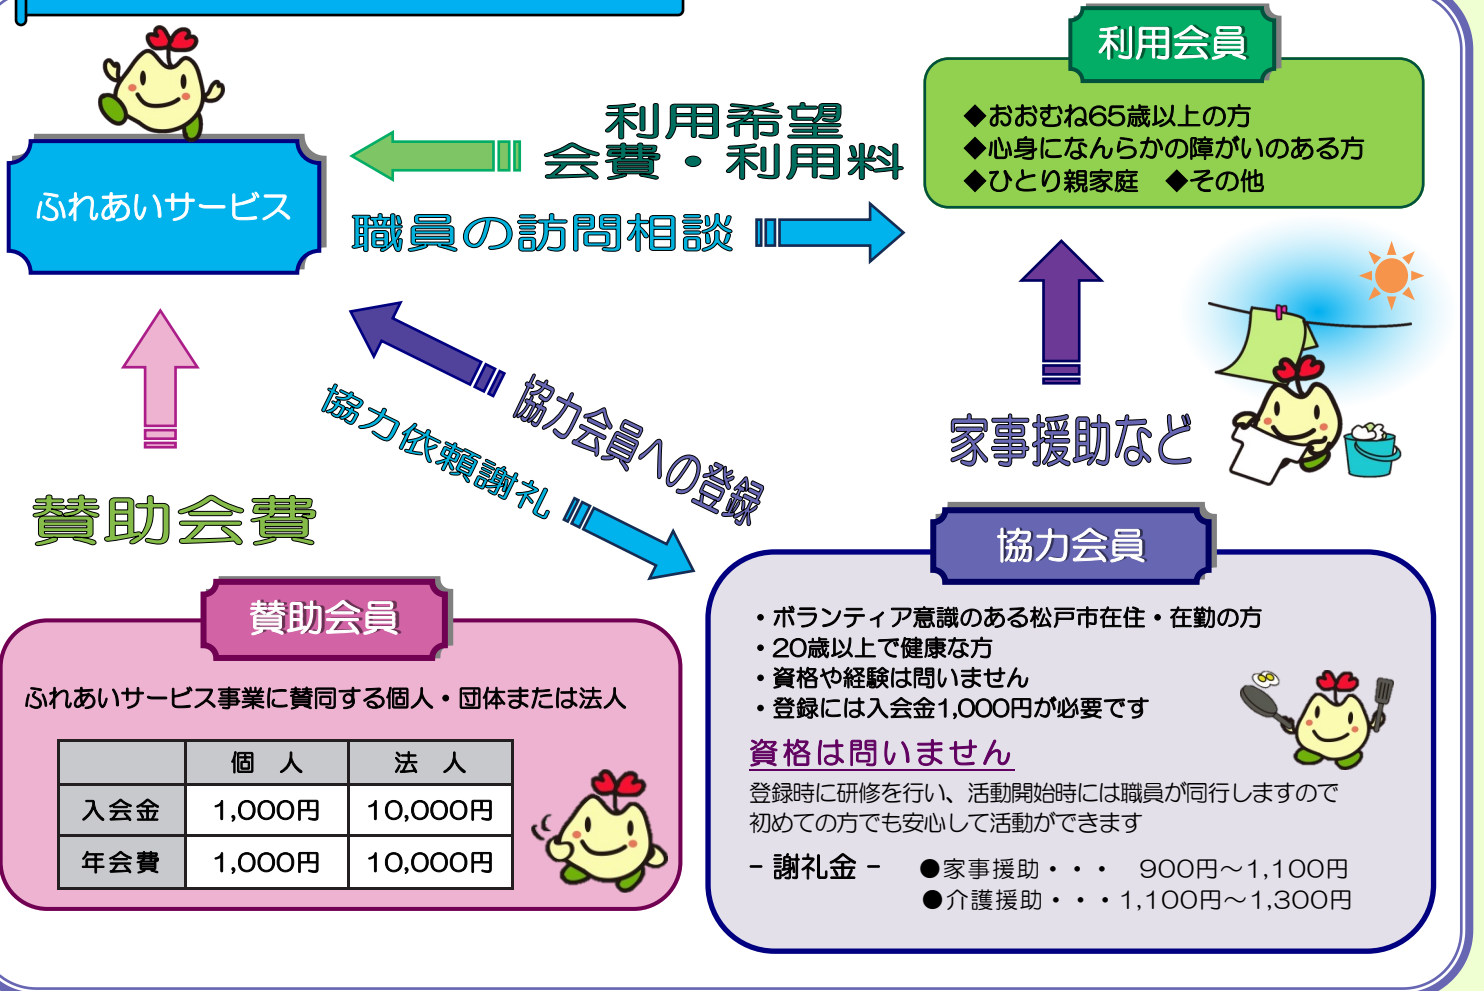 利用会員
◆おおむね65歳以上の方
◆心身になんらかの障がいのある方
◆ひとり親家庭　◆その他
利用希望
会費・利用料
ふれあいサービス
職員の訪問相談
協力会員への登録
協力依頼謝礼
家事援助など
賛助会費
協力会員
・ボランティア意識のある松戸市在住・在勤の方
・20歳以上で健康な方
・資格や経験は問いません
・登録には入会金1,000円が必要です
資格は問いません
登録時に研修を行い、活動開始時には職員が同行しますので
初めての方でも安心して活動ができます
－謝礼金－　●家事援助・・・　900円～1,100円
●介護援助・・・1,100円～1,300円
賛助会員
ふれあいサービス事業に賛同する個人・団体または法人
個　人　法　人
入会金　1,000円　10,000円
年会費　1,000円　10,000円